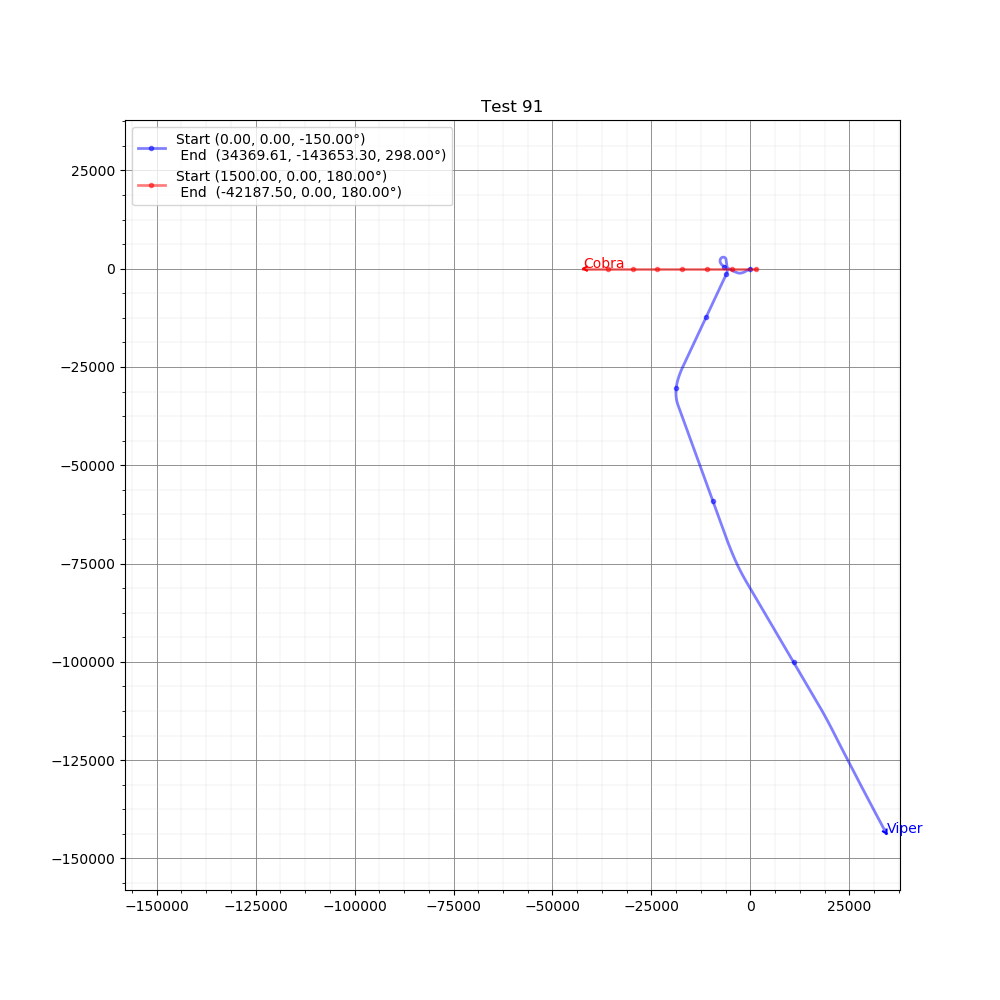 Test 91
Start (0.00, 0.00, -150.00°)
End  (34369.61, -143653.30, 298.00°)
Start (1500.00, 0.00, 180.00°)
End  (-42187.50, 0.00, 180.00°)
25000
0
−25000
−50000
−75000
−100000
−125000
−150000
Cobra
Viper
−150000 −125000 −100000 −75000 −50000 −25000 0 25000